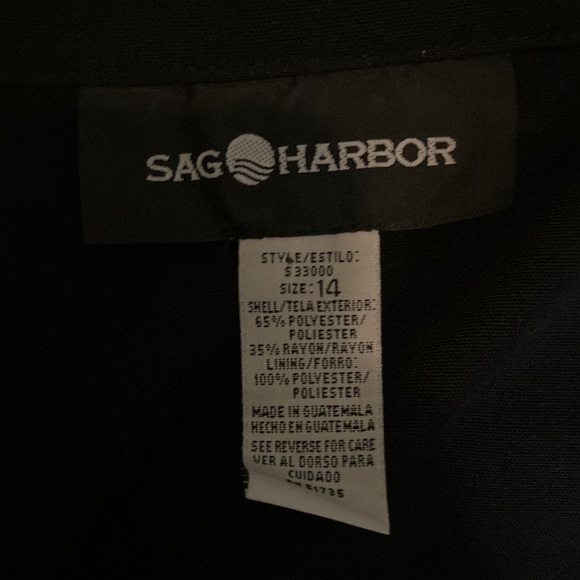 SAG HARBOR
STYLE/ESTILO:
S33000
SIZE: 14
SHELL/TELA EXTERIOR:
65% POLYESTER/
POLIESTER
35% RAYON/RAYON
LINING/FORRO:
100% POLYESTER/
POLIESTER
MADE IN GUATEMALA
HECHO EN GUATEMALA
SEE REVERSE FOR CARE
VER AL DORSO PARA
CUIDADO
51735